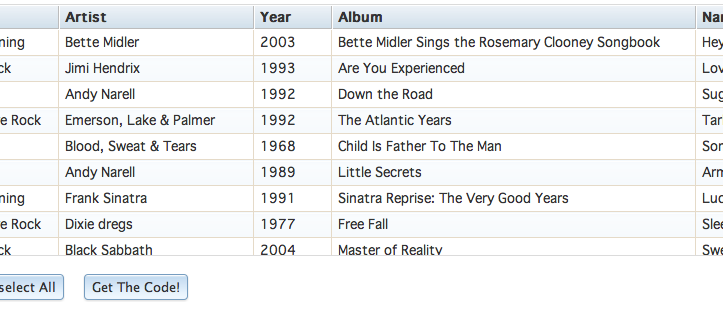 Artist Year Album Na
ning Bette Midler 2003 Bette Midler Sings the Rosemary Clooney Songbook Hey
ck Jimi Hendrix 1993 Are You Experienced Lov
Andy Narell 1992 Down the Road Sug
e Rock Emerson, Lake & Palmer 1992 The Atlantic Years Tar
Blood, Sweat & Tears 1968 Child Is Father To The Man Sor
Andy Narell 1989 Little Secrets Arm
ning Frank Sinatra 1991 Sinatra Reprise: The Very Good Years Luc
e Rock Dixie dregs 1977 Free Fall Slee
ck Black Sabbath 2004 Master of Reality Swe
select All Get The Code!